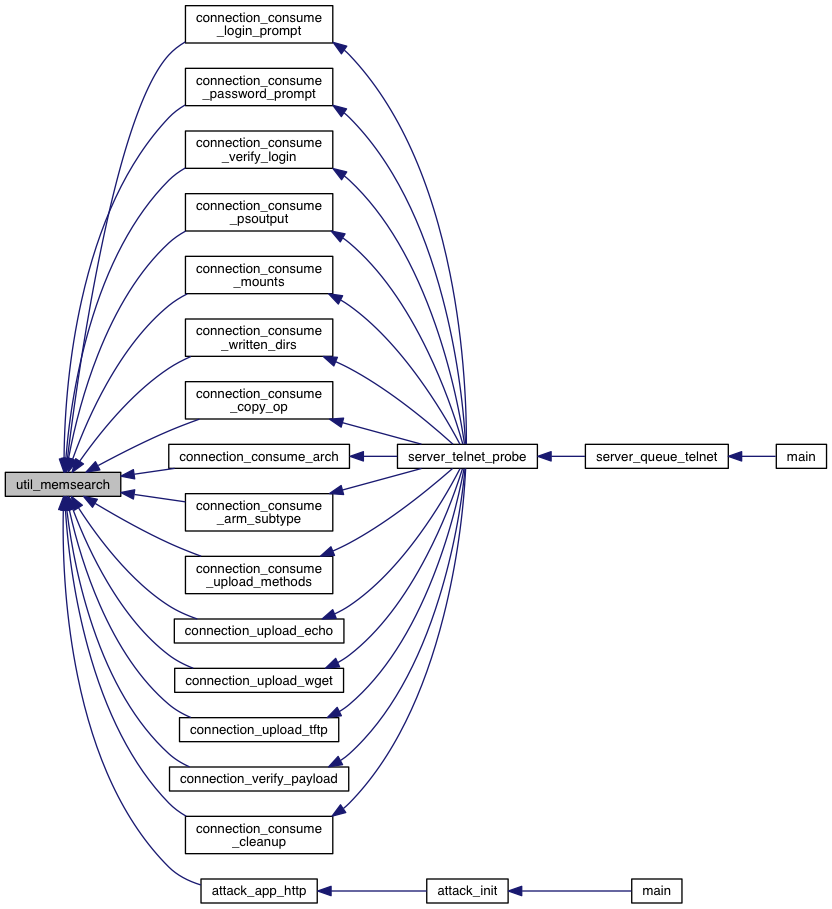 connection_consume
_login_prompt
connection_consume
_password_prompt
connection_consume
_verify_login
connection_consume
_psoutput
connection_consume
_mounts
connection_consume
_written_dirs
connection_consume
_copy_op
connection_consume_arch
server_telnet_probe
server_queue_telnet
main
util_memsearch
connection_consume
_arm_subtype
connection_consume
_upload_methods
connection_upload_echo
connection_upload_wget
connection_upload_tftp
connection_verify_payload
connection_consume
_cleanup
attack_app_http
attack_init
main